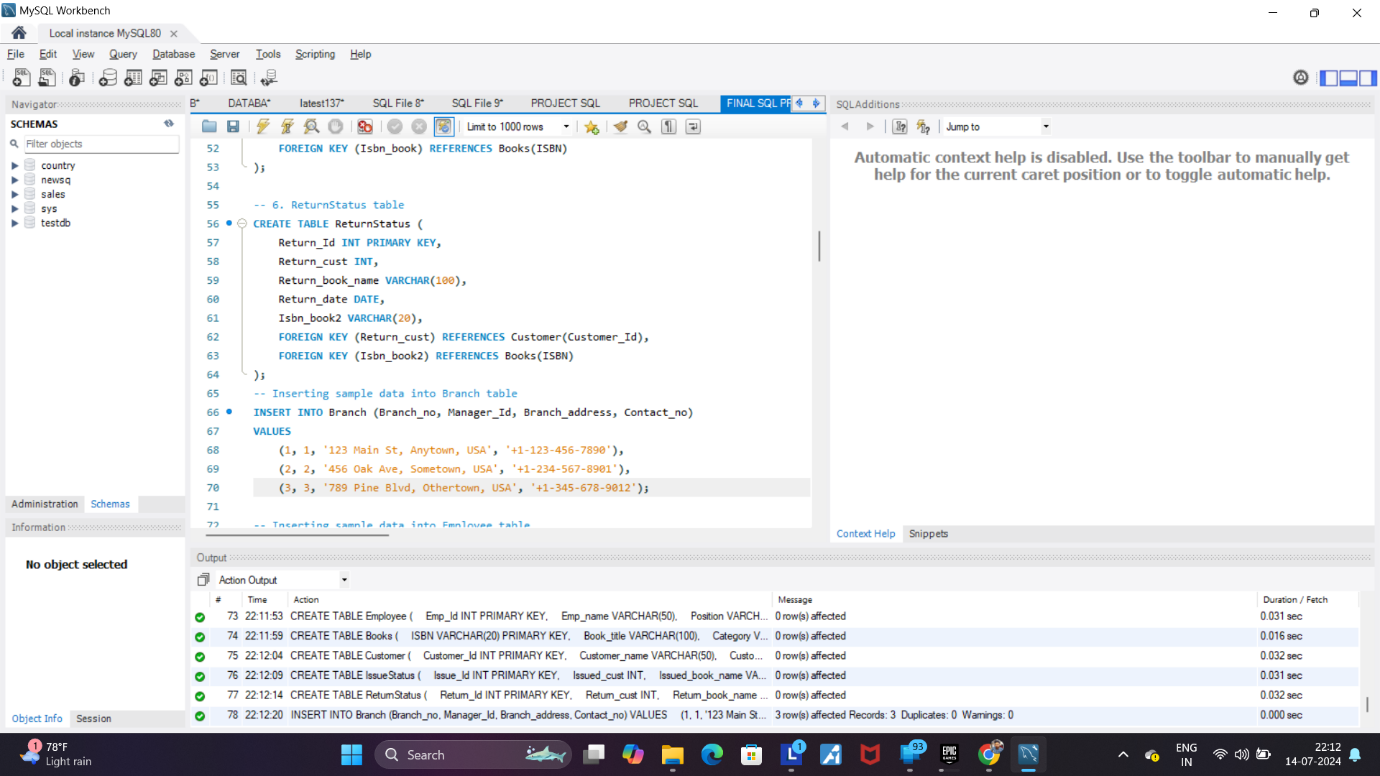 MySQL Workbench
Local instance MySQL80
File Edit View Query Database Server Tools Scripting Help
Navigator
SCHEMAS
Filter objects
country
newsq
sales
sys
testdb
Administration Schemas
Information
No object selected
Object Info Session
B* DATABA* latest137* SQL File 8* SQL File 9* PROJECT SQL PROJECT SQL FINAL SQL PR
Limit to 1000 rows
52 FOREIGN KEY (Isbn_book) REFERENCES Books(ISBN)
53 );
54
55 -- 6. ReturnStatus table
56 CREATE TABLE ReturnStatus (
57 Return_Id INT PRIMARY KEY,
58 Return_cust INT,
59 Return_book_name VARCHAR(100),
60 Return_date DATE,
61 Isbn_book2 VARCHAR(20),
62 FOREIGN KEY (Return_cust) REFERENCES Customer(Customer_Id),
63 FOREIGN KEY (Isbn_book2) REFERENCES Books(ISBN)
64 );
65 -- Inserting sample data into Branch table
66 INSERT INTO Branch (Branch_no, Manager_Id, Branch_address, Contact_no)
67 VALUES
68 (1, 1, '123 Main St, Anytown, USA', '+1-123-456-7890'),
69 (2, 2, '456 Oak Ave, Sometown, USA', '+1-234-567-8901'),
70 (3, 3, '789 Pine Blvd, Othertown, USA', '+1-345-678-9012');
71
72 -- Inserting sample data into Employee table
SQLAdditions
Jump to
Automatic context help is disabled. Use the toolbar to manually get
help for the current caret position or to toggle automatic help.
Context Help Snippets
Output
Action Output
# Time Action Message Duration / Fetch
73 22:11:53 CREATE TABLE Employee ( Emp_Id INT PRIMARY KEY, Emp_name VARCHAR(50), Position VARCH... 0 row(s) affected 0.031 sec
74 22:11:59 CREATE TABLE Books ( ISBN VARCHAR(20) PRIMARY KEY, Book_title VARCHAR(100), Category V... 0 row(s) affected 0.016 sec
75 22:12:04 CREATE TABLE Customer ( Customer_Id INT PRIMARY KEY, Customer_name VARCHAR(50), Custo... 0 row(s) affected 0.032 sec
76 22:12:09 CREATE TABLE IssueStatus ( Issue_Id INT PRIMARY KEY, Issued_cust INT, Issued_book_name VA... 0 row(s) affected 0.031 sec
77 22:12:14 CREATE TABLE ReturnStatus ( Return_Id INT PRIMARY KEY, Return_cust INT, Return_book_name ... 0 row(s) affected 0.032 sec
78 22:12:20 INSERT INTO Branch (Branch_no, Manager_Id, Branch_address, Contact_no) VALUES (1, 1, '123 Main St... 3 row(s) affected Records: 3 Duplicates: 0 Warnings: 0 0.000 sec
1 78°F
Light rain
Search
1
93
EPIC GAMES
ENG
IN
22:12
14-07-2024